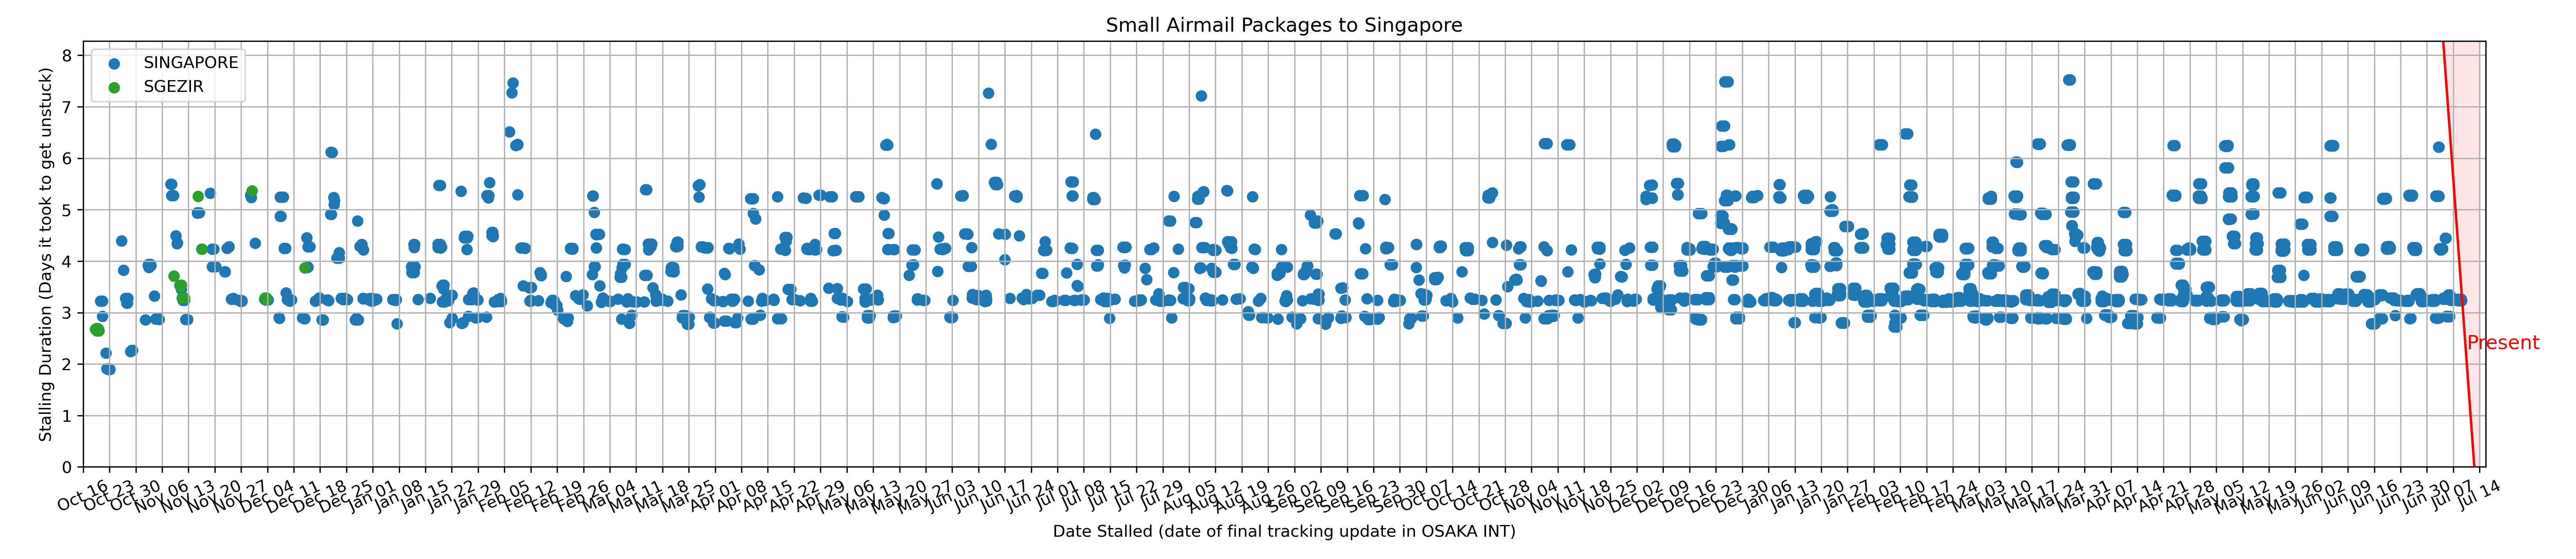 Small Airmail Packages to Singapore
SINGAPORE
SGEZIR
Stalling Duration (Days it took to get unstuck)
8
7
6
5
4
3
2
1
0
Present
Oct 16 Oct 23 Oct 30 Nov 06 Nov 13 Nov 20 Nov 27 Dec 04 Dec 11 Dec 18 Dec 25 Jan 01 Jan 08 Jan 15 Jan 22 Jan 29 Feb 05 Feb 12 Feb 19 Feb 26 Mar 04 Mar 11 Mar 18 Mar 25 Apr 01 Apr 08 Apr 15 Apr 22 Apr 29 May 06 May 13 May 20 May 27 Jun 03 Jun 10 Jun 17 Jun 24 Jul 01 Jul 08 Jul 15 Jul 22 Jul 29 Aug 05 Aug 12 Aug 19 Aug 26 Sep 02 Sep 09 Sep 16 Sep 23 Sep 30 Oct 07 Oct 14 Oct 21 Oct 28 Nov 04 Nov 11 Nov 18 Nov 25 Dec 02 Dec 09 Dec 16 Dec 23 Dec 30 Jan 06 Jan 13 Jan 20 Jan 27 Feb 03 Feb 10 Feb 17 Feb 24 Mar 03 Mar 10 Mar 17 Mar 24 Mar 31 Apr 07 Apr 14 Apr 21 Apr 28 May 05 May 12 May 19 May 26 Jun 02 Jun 09 Jun 16 Jun 23 Jun 30 Jul 07 Jul 14
Date Stalled (date of final tracking update in OSAKA INT)